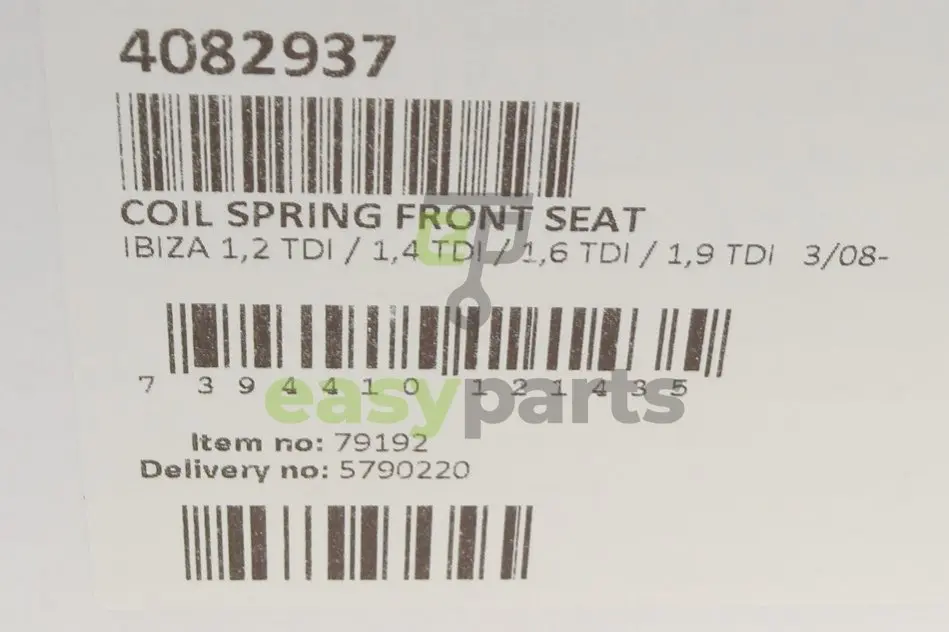 4082937
COIL SPRING FRONT SEAT
IBIZA 1,2 TDI / 1,4 TDI / 1,6 TDI / 1,9 TDI 3/08-
7 394410 121435
easyparts
Item no: 79192
Delivery no: 5790220